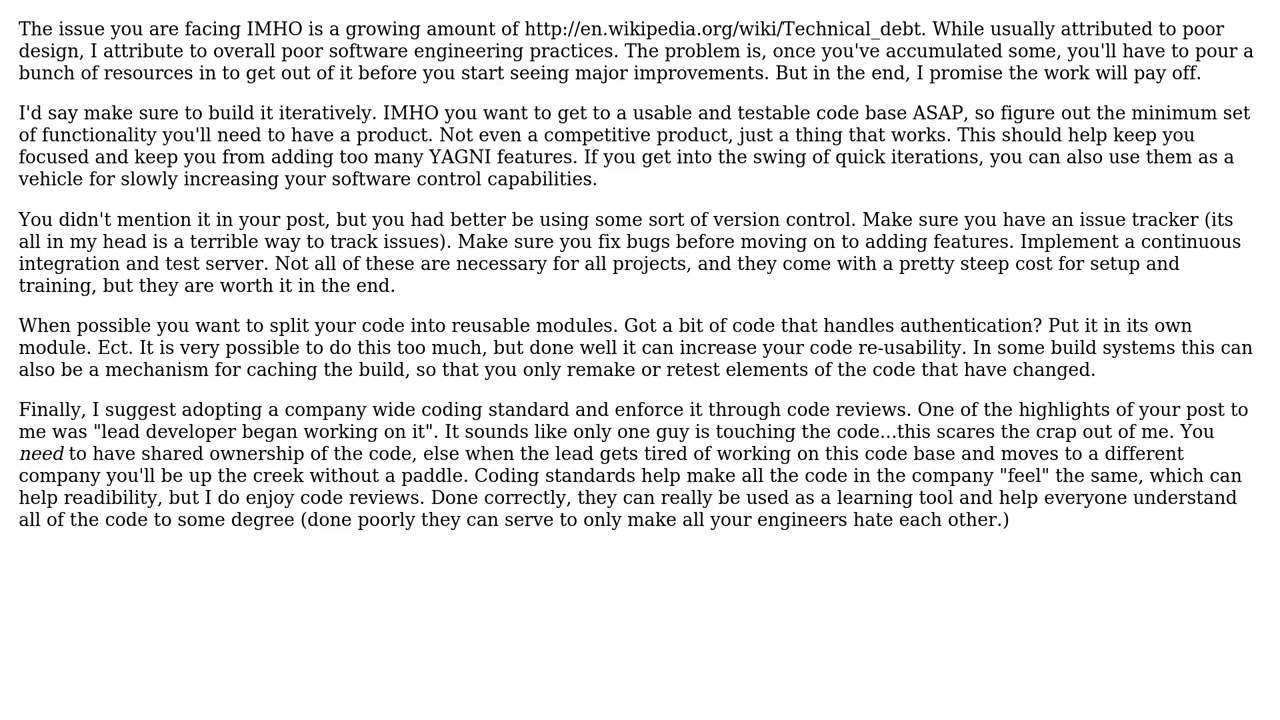 The issue you are facing IMHO is a growing amount of http://en.wikipedia.org/wiki/Technical_debt. While usually attributed to poor
design, I attribute to overall poor software engineering practices. The problem is, once you've accumulated some, you'll have to pour a
bunch of resources in to get out of it before you start seeing major improvements. But in the end, I promise the work will pay off.
I'd say make sure to build it iteratively. IMHO you want to get to a usable and testable code base ASAP, so figure out the minimum set
of functionality you'll need to have a product. Not even a competitive product, just a thing that works. This should help keep you
focused and keep you from adding too many YAGNI features. If you get into the swing of quick iterations, you can also use them as a
vehicle for slowly increasing your software control capabilities.
You didn't mention it in your post, but you had better be using some sort of version control. Make sure you have an issue tracker (its
all in my head is a terrible way to track issues). Make sure you fix bugs before moving on to adding features. Implement a continuous
integration and test server. Not all of these are necessary for all projects, and they come with a pretty steep cost for setup and
training, but they are worth it in the end.
When possible you want to split your code into reusable modules. Got a bit of code that handles authentication? Put it in its own
module. Ect. It is very possible to do this too much, but done well it can increase your code re-usability. In some build systems this can
also be a mechanism for caching the build, so that you only remake or retest elements of the code that have changed.
Finally, I suggest adopting a company wide coding standard and enforce it through code reviews. One of the highlights of your post to
me was "lead developer began working on it". It sounds like only one guy is touching the code...this scares the crap out of me. You
need to have shared ownership of the code, else when the lead gets tired of working on this code base and moves to a different
company you'll be up the creek without a paddle. Coding standards help make all the code in the company "feel" the same, which can
help readibility, but I do enjoy code reviews. Done correctly, they can really be used as a learning tool and help everyone understand
all of the code to some degree (done poorly they can serve to only make all your engineers hate each other.)